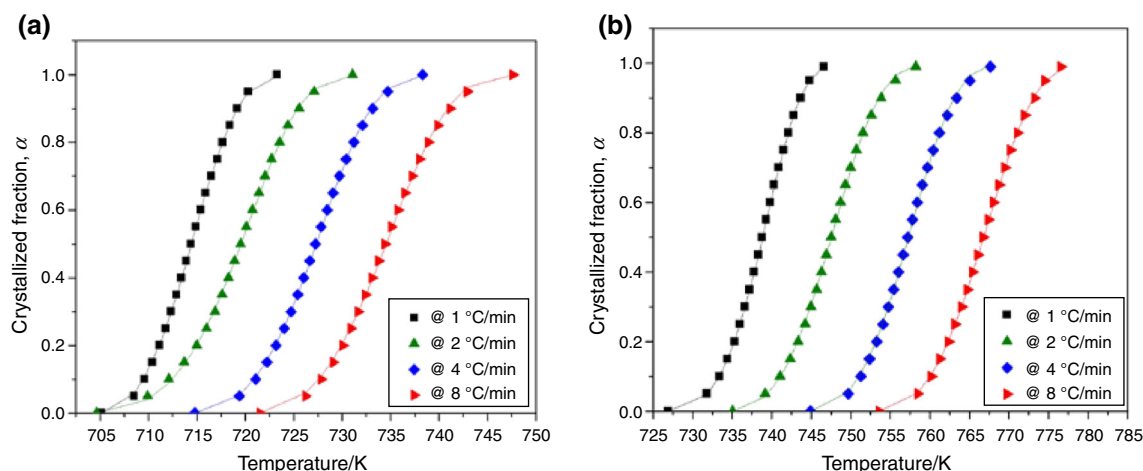 (a)
Crystallized fraction, α
1.0
0.8
0.6
0.4
0.2
0.0
@ 1 °C/min
@ 2 °C/min
@ 4 °C/min
@ 8 °C/min
705 710 715 720 725 730 735 740 745 750
Temperature/K
(b)
Crystallized fraction, α
1.0
0.8
0.6
0.4
0.2
0.0
@ 1 °C/min
@ 2 °C/min
@ 4 °C/min
@ 8 °C/min
725 730 735 740 745 750 755 760 765 770 775 780 785
Temperature/K